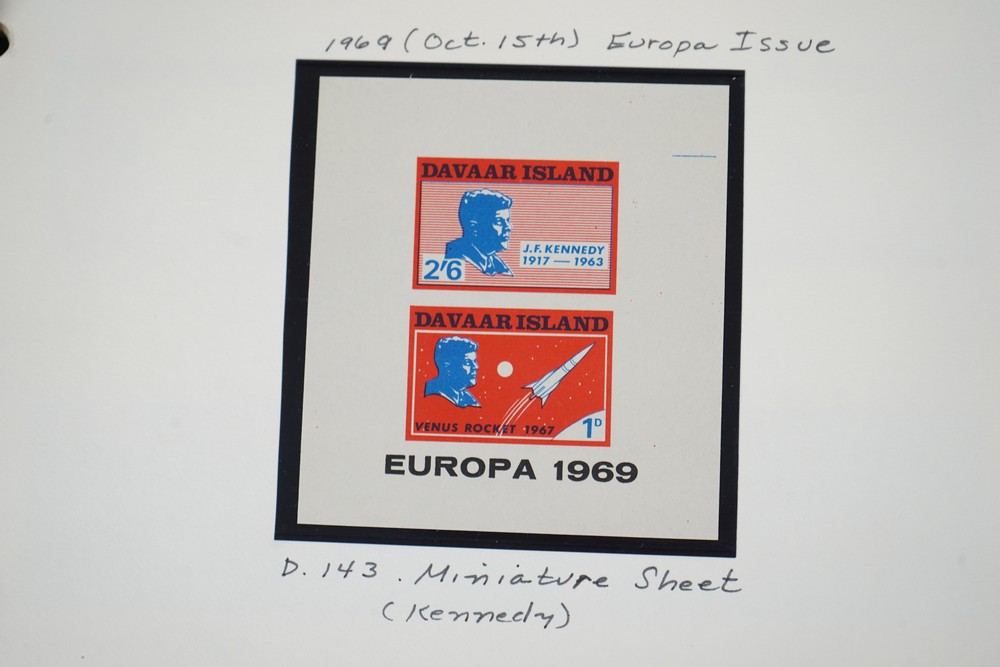 1969 (Oct. 15th) Europa Issue
DAVAAR ISLAND
J.F. KENNEDY
1917 — 1963
2'6
DAVAAR ISLAND
VENUS ROCKET 1967
1D
EUROPA 1969
D. 143. Miniature Sheet
(Kennedy)